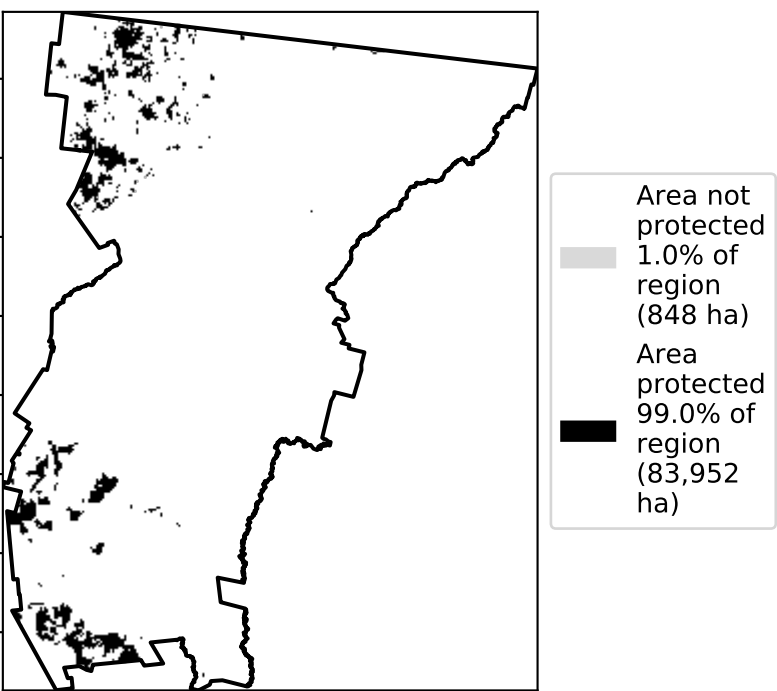 Area not
protected
1.0% of
region
(848 ha)
Area
protected
99.0% of
region
(83,952
ha)